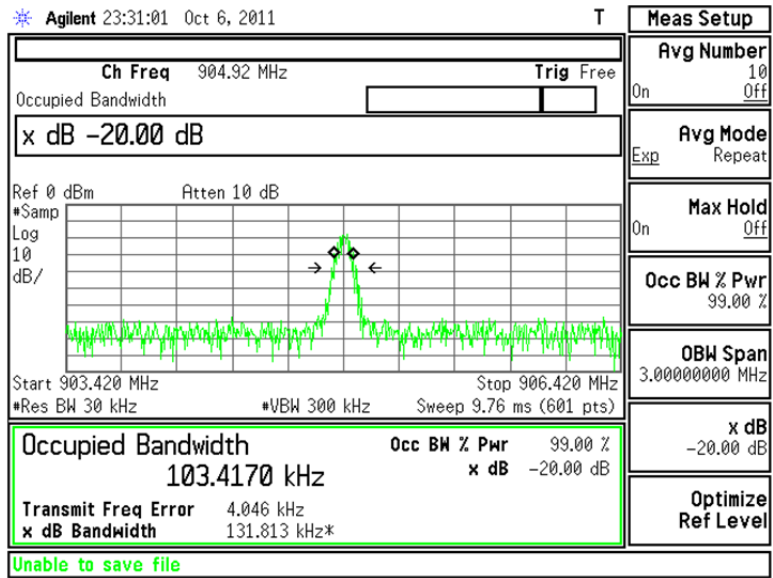 Agilent 23:31:01 Oct 6, 2011 T Meas Setup
Avg Number
10
On Off
Ch Freq 904.92 MHz Trig Free
Occupied Bandwidth
x dB -20.00 dB
Avg Mode
Exp Repeat
Ref 0 dBm Atten 10 dB
#Samp
Log
10
dB/
Max Hold
On Off
Occ BW % Pwr
99.00 %
OBW Span
3.00000000 MHz
Start 903.420 MHz Stop 906.420 MHz
#Res BW 30 kHz #VBW 300 kHz Sweep 9.76 ms (601 pts)
x dB
-20.00 dB
Occupied Bandwidth Occ BW % Pwr 99.00 %
103.4170 kHz x dB -20.00 dB
Transmit Freq Error 4.046 kHz
x dB Bandwidth 131.813 kHz*
Optimize
Ref Level
Unable to save file